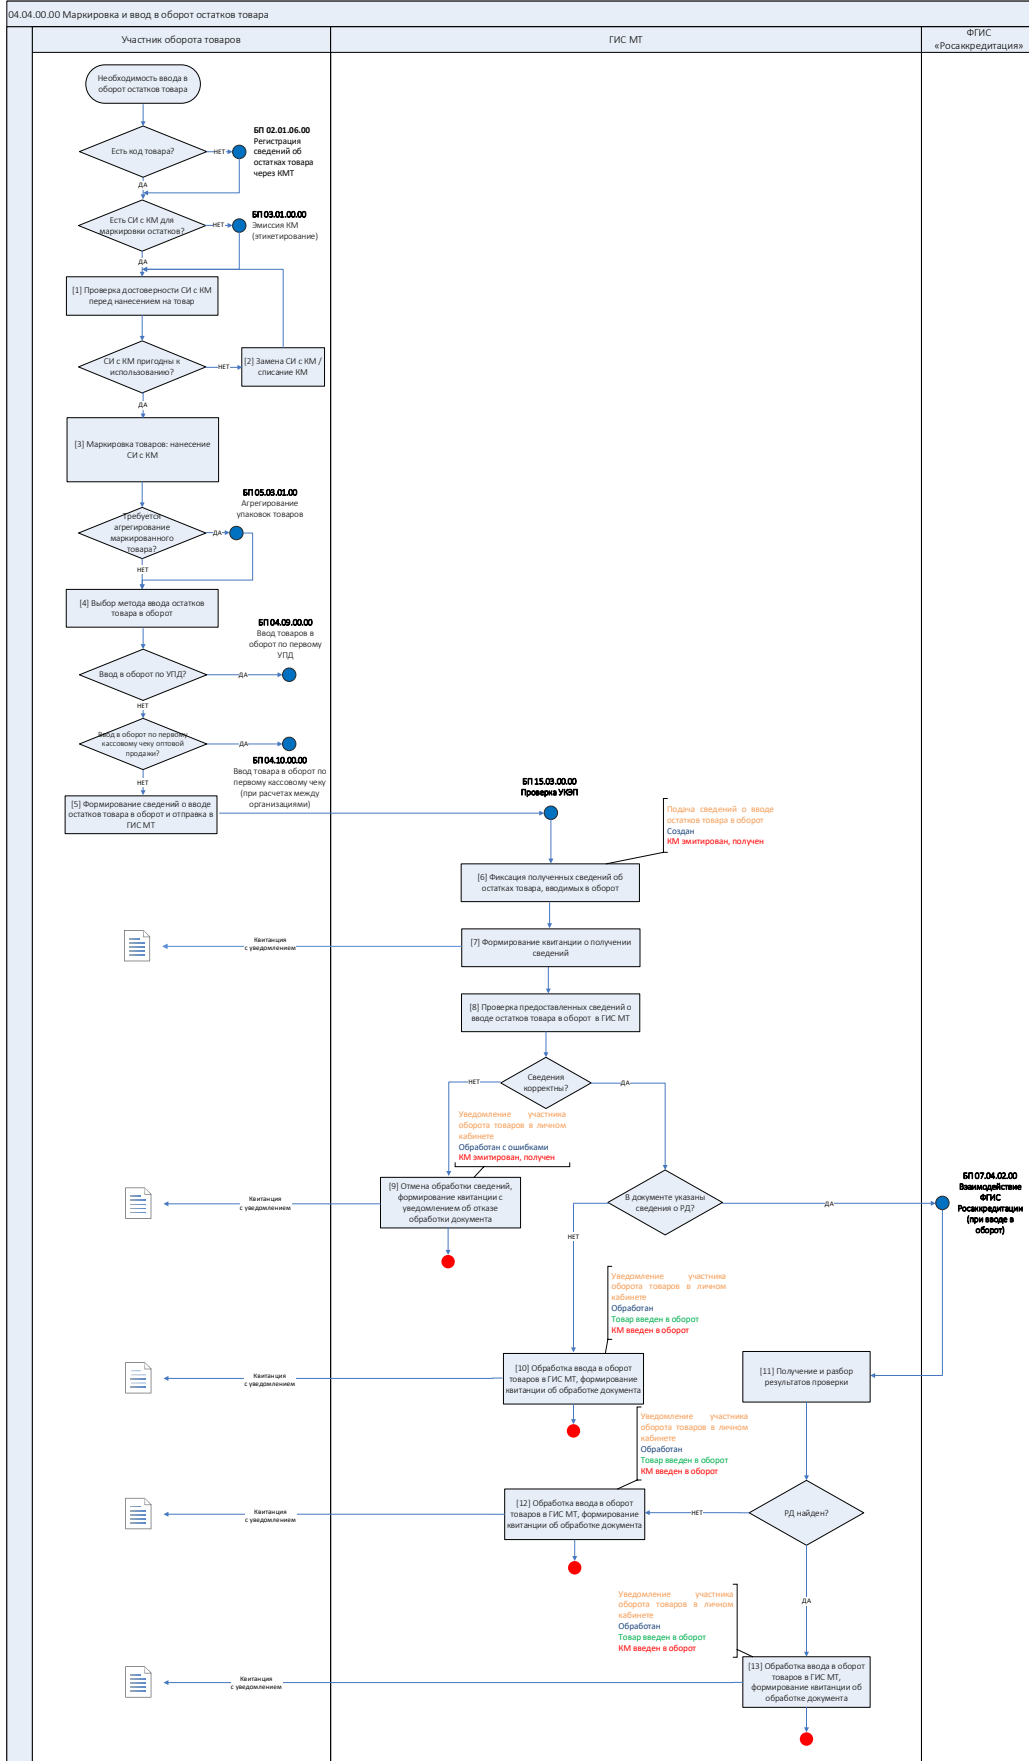 04.04.00.00 Маркировка и ввод в оборот остатков товара
Участник оборота товаров
ГИС МТ
ФГИС
«Росаккредитация»
Необходимость ввода в
оборот остатков товара
Есть код товара?
НЕТ
БП 02.01.06.00
Регистрация
сведений об
остатках товара
через КМТ
ДА
Есть СИ с КМ для
маркировки остатков?
НЕТ
БП 03.01.00.00
Эмиссия КМ
(этикетирование)
ДА
[1] Проверка достоверности СИ с КМ
перед нанесением на товар
СИ с КМ пригодны к
использованию?
НЕТ
[2] Замена СИ с КМ /
списание КМ
ДА
[3] Маркировка товаров: нанесение
СИ с КМ
БП 05.03.01.00
Агрегирование
упаковок товаров
Требуется
агрегирование
маркированного
товара?
ДА
НЕТ
[4] Выбор метода ввода остатков
товара в оборот
БП 04.09.00.00
Ввод товаров в
оборот по первому
УПД
Ввод в оборот по УПД?
ДА
НЕТ
Ввод в оборот по первому
кассовому чеку оптовой
продажи?
ДА
БП 04.10.00.00
Ввод товара в оборот по
первому кассовому чеку
(при расчетах между
организациями)
НЕТ
[5] Формирование сведений о вводе
остатков товара в оборот и отправка в
ГИС МТ
БП 15.03.00.00
Проверка УКЭП
Подача сведений о вводе
остатков товара в оборот
Создан
КМ эмитирован, получен
[6] Фиксация полученных сведений об
остатках товара, вводимых в оборот
[7] Формирование квитанции о получении
сведений
Квитанция
с уведомлением
[8] Проверка предоставленных сведений о
вводе остатков товара в оборот в ГИС МТ
Сведения
корректны?
НЕТ
ДА
Уведомление участника
оборота товаров в личном
кабинете
Обработан с ошибками
КМ эмитирован, получен
[9] Отмена обработки сведений,
формирование квитанции с
уведомлением об отказе
обработки документа
Квитанция
с уведомлением
В документе указаны
сведения о РД?
ДА
НЕТ
БП 07.04.02.00
Взаимодействие
ФГИС
Росаккредитации
(при вводе в
оборот)
Уведомление участника
оборота товаров в личном
кабинете
Обработан
Товар введен в оборот
КМ введен в оборот
[10] Обработка ввода в оборот
товаров в ГИС МТ, формирование
квитанции об обработке документа
Квитанция
с уведомлением
[11] Получение и разбор
результатов проверки
Уведомление участника
оборота товаров в личном
кабинете
Обработан
Товар введен в оборот
КМ введен в оборот
[12] Обработка ввода в оборот
товаров в ГИС МТ, формирование
квитанции об обработке документа
Квитанция
с уведомлением
НЕТ
РД найден?
ДА
Уведомление участника
оборота товаров в личном
кабинете
Обработан
Товар введен в оборот
КМ введен в оборот
[13] Обработка ввода в оборот
товаров в ГИС МТ,
формирование квитанции об
обработке документа
Квитанция
с уведомлением